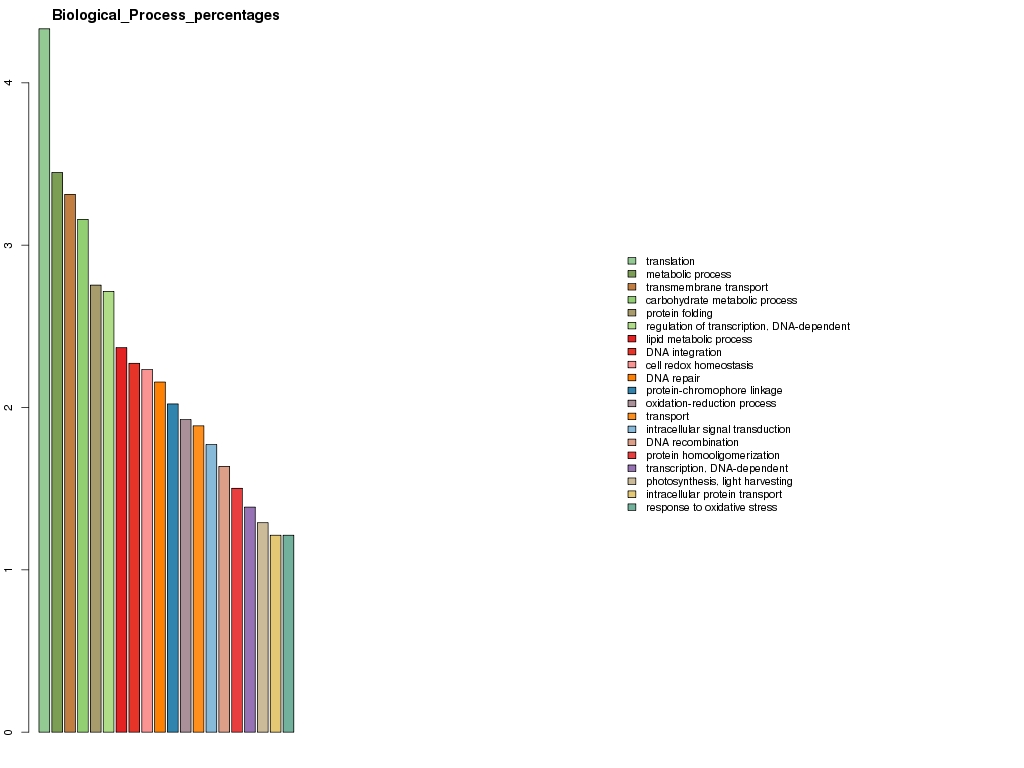 Biological_Process_percentages
4
3
2
1
0
translation
metabolic process
transmembrane transport
carbohydrate metabolic process
protein folding
regulation of transcription, DNA-dependent
lipid metabolic process
DNA integration
cell redox homeostasis
DNA repair
protein-chromophore linkage
oxidation-reduction process
transport
intracellular signal transduction
DNA recombination
protein homooligomerization
transcription, DNA-dependent
photosynthesis, light harvesting
intracellular protein transport
response to oxidative stress